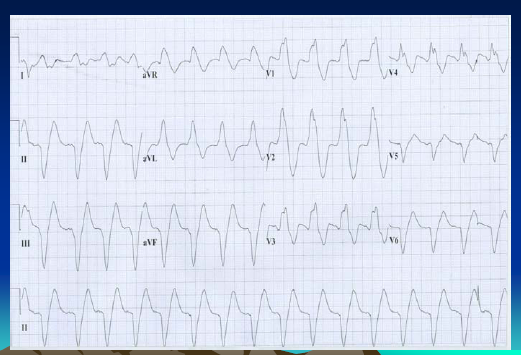 I aVR V1 V4
II aVL V2 V5
III aVF V3 V6
II